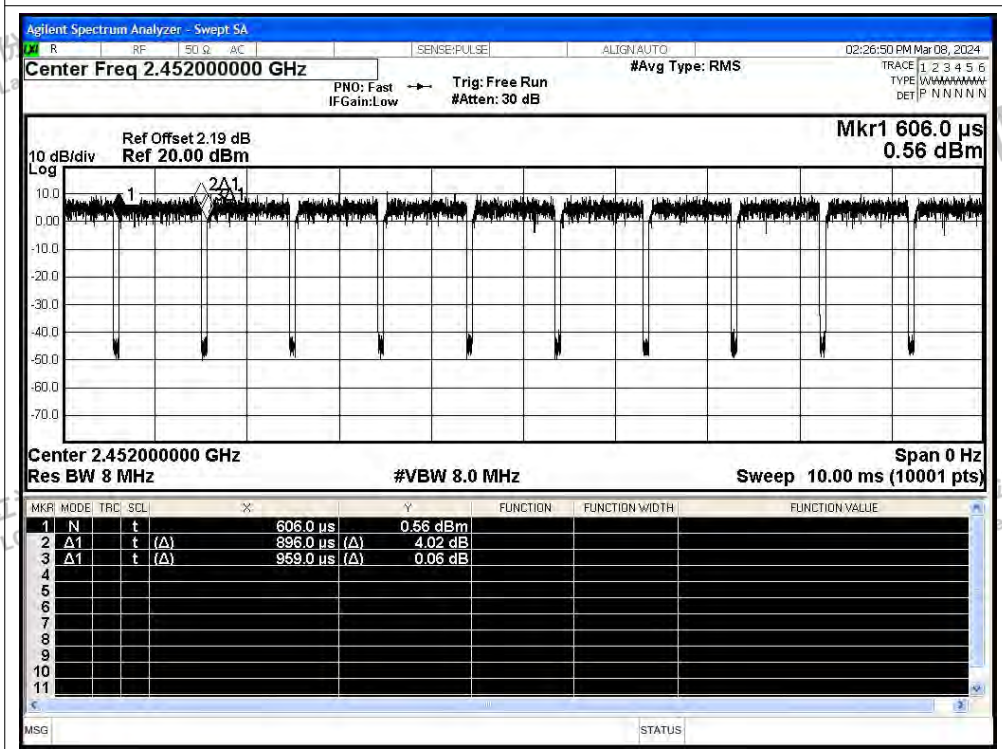 Agilent Spectrum Analyzer - Swept SA
LXI R RF 50 Ω AC SENSE:PULSE ALIGN AUTO 02:26:50 PM Mar 08, 2024
Center Freq 2.452000000 GHz
PNO: Fast
IFGain:Low
Trig: Free Run
#Atten: 30 dB
#Avg Type: RMS
TRACE 1 2 3 4 5 6
TYPE
DET P N N N N N
Ref Offset 2.19 dB
10 dB/div Ref 20.00 dBm
Mkr1 606.0 µs
0.56 dBm
Log
1 2Δ1
3Δ1
10.0
0.00
-10.0
-20.0
-30.0
-40.0
-50.0
-60.0
-70.0
Center 2.452000000 GHz Span 0 Hz
Res BW 8 MHz #VBW 8.0 MHz Sweep 10.00 ms (10001 pts)
MKR MODE TRC SCL X Y FUNCTION FUNCTION WIDTH FUNCTION VALUE
1 N t 606.0 µs 0.56 dBm
2 Δ1 t (Δ) 896.0 µs (Δ) 4.02 dB
3 Δ1 t (Δ) 959.0 µs (Δ) 0.06 dB
4
5
6
7
8
9
10
11
MSG STATUS